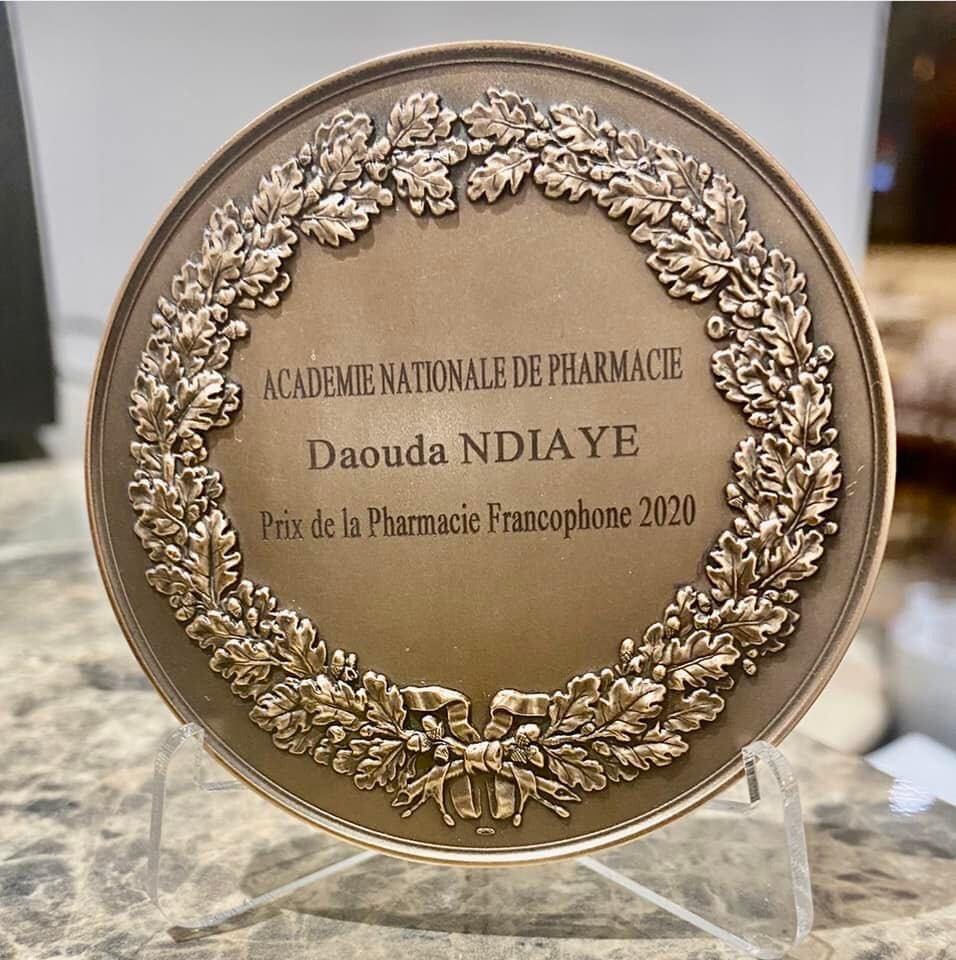 ACADEMIE NATIONALE DE PHARMACIE
Daouda NDIAYE
Prix de la Pharmacie Francophone 2020